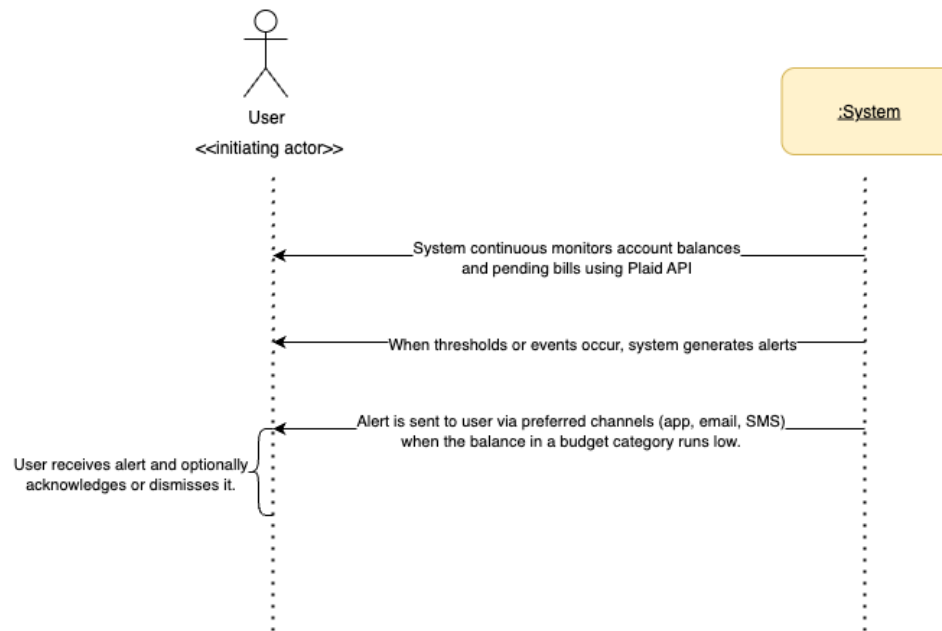 User
<<initiating actor>>
:System
System continuous monitors account balances
and pending bills using Plaid API
When thresholds or events occur, system generates alerts
Alert is sent to user via preferred channels (app, email, SMS)
when the balance in a budget category runs low.
User receives alert and optionally
acknowledges or dismisses it.